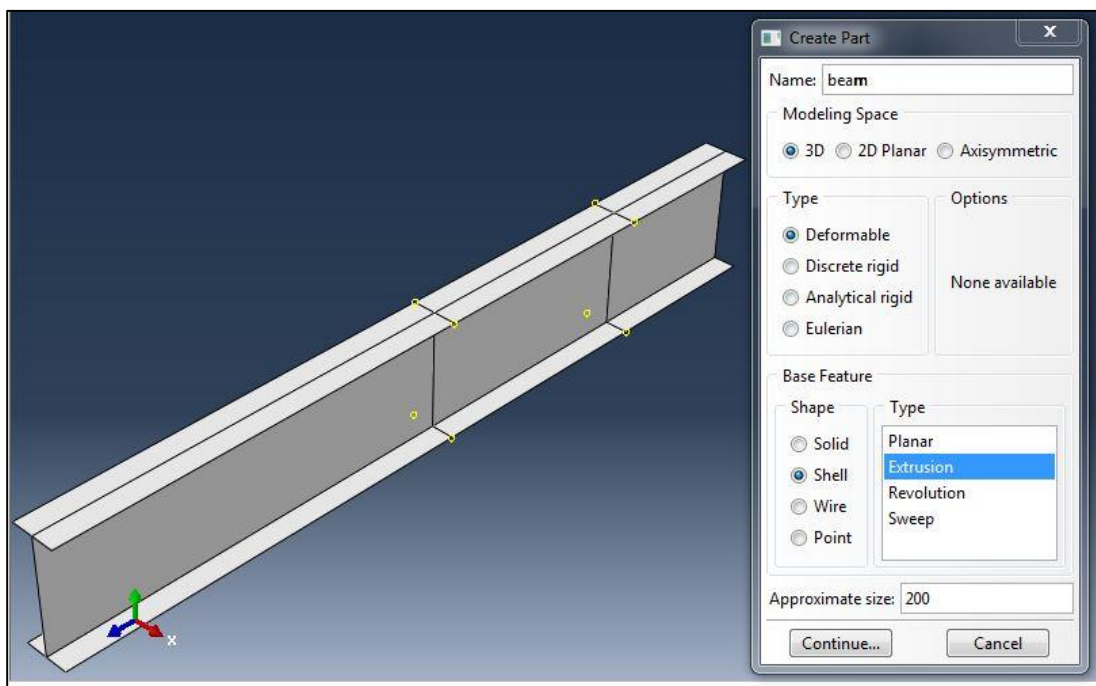 Create Part
X
Name: beam
Modeling Space
3D 2D Planar Axisymmetric
Type
Options
Deformable
Discrete rigid
Analytical rigid
Eulerian
None available
Base Feature
Shape
Type
Solid
Shell
Wire
Point
Planar
Extrusion
Revolution
Sweep
Approximate size: 200
Continue... Cancel
X